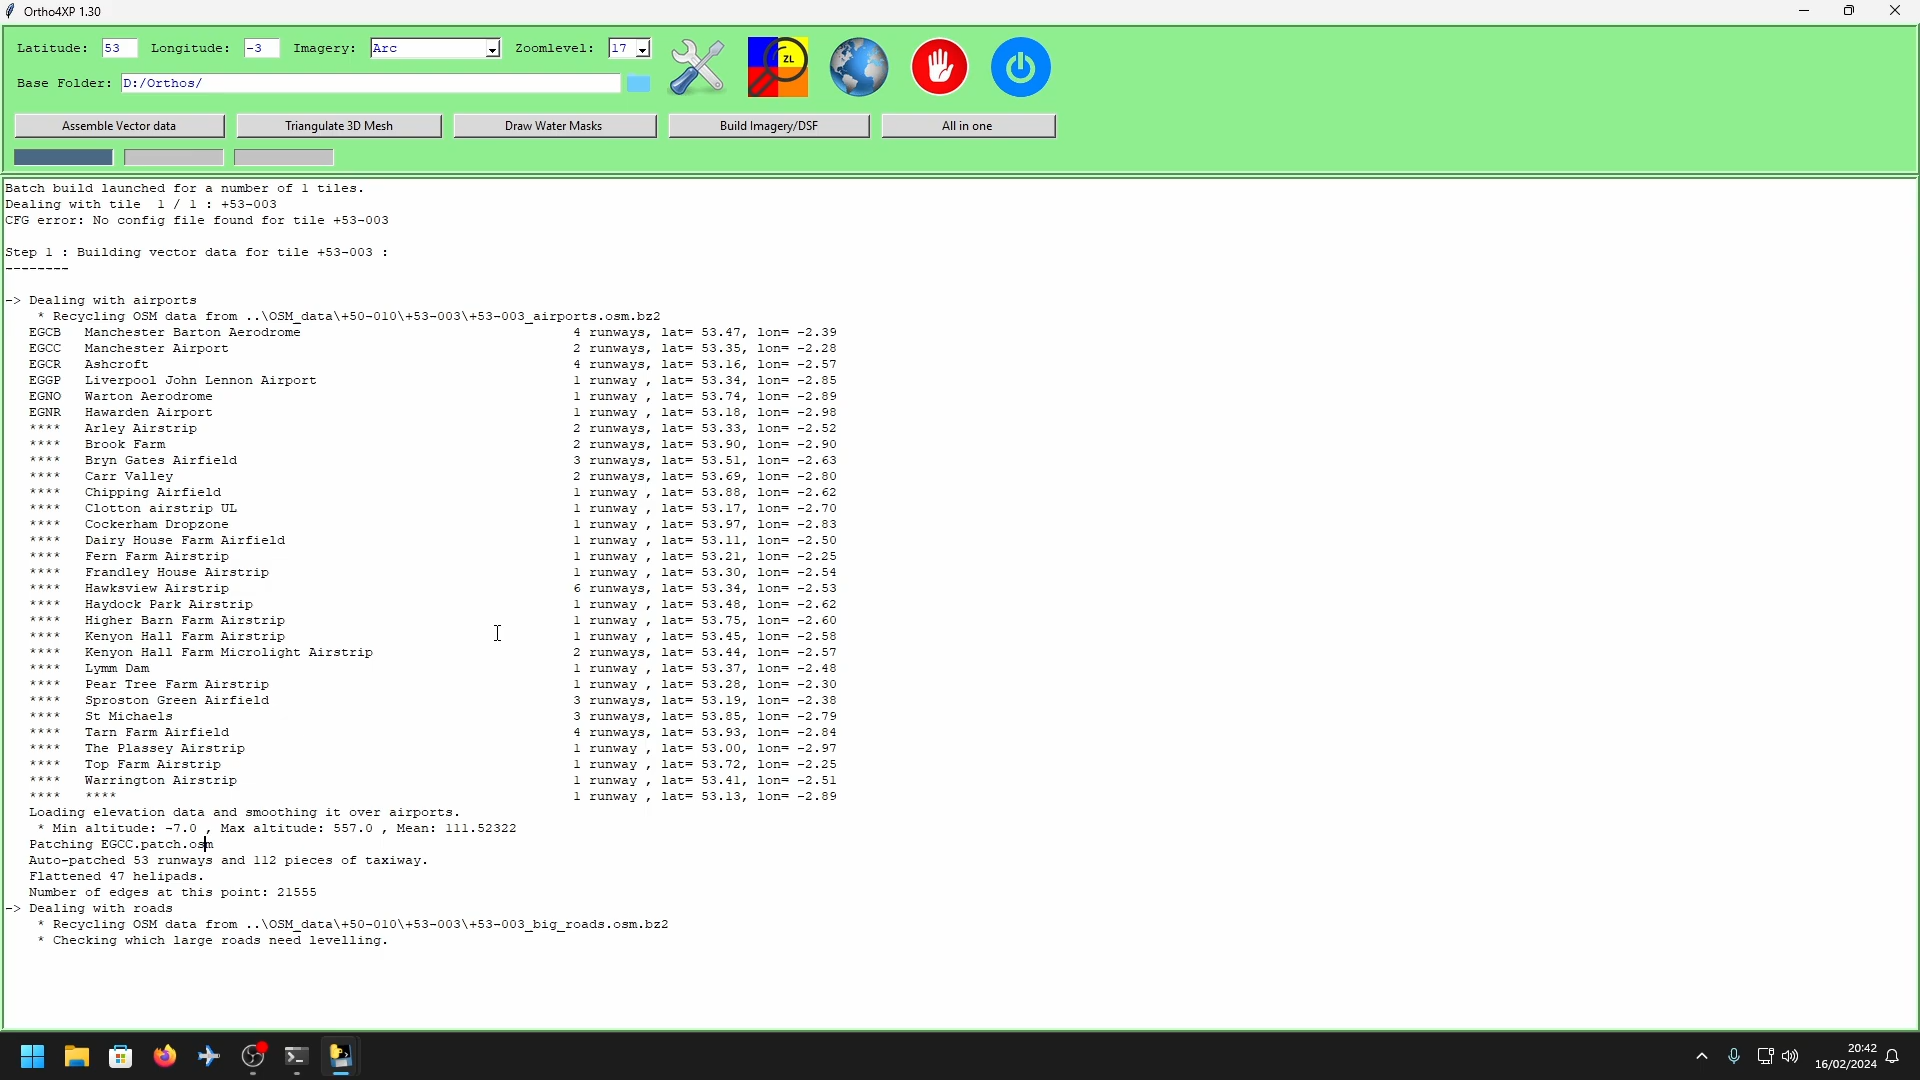 Ortho4XP 1.30
Latitude: 53 Longitude: -3 Imagery: Arc Zoomlevel: 17
ZL
Base Folder: D:/Orthos/
Assemble Vector data Triangulate 3D Mesh Draw Water Masks Build Imagery/DSF All in one
Batch build launched for a number of 1 tiles.
Dealing with tile 1 / 1 : +53-003
CFG error: No config file found for tile +53-003
Step 1 : Building vector data for tile +53-003 :
--------
-> Dealing with airports
* Recycling OSM data from ..\OSM_data\+50-010\+53-003\+53-003_airports.osm.bz2
EGCB Manchester Barton Aerodrome 4 runways, lat= 53.47, lon= -2.39
EGCC Manchester Airport 2 runways, lat= 53.35, lon= -2.28
EGCR Ashcroft 4 runways, lat= 53.16, lon= -2.57
EGGP Liverpool John Lennon Airport 1 runway , lat= 53.34, lon= -2.85
EGNO Warton Aerodrome 1 runway , lat= 53.74, lon= -2.89
EGNR Hawarden Airport 1 runway , lat= 53.18, lon= -2.98
**** Arley Airstrip 2 runways, lat= 53.33, lon= -2.52
**** Brook Farm 2 runways, lat= 53.90, lon= -2.90
**** Bryn Gates Airfield 3 runways, lat= 53.51, lon= -2.63
**** Carr Valley 2 runways, lat= 53.69, lon= -2.80
**** Chipping Airfield 1 runway , lat= 53.88, lon= -2.62
**** Clotton airstrip UL 1 runway , lat= 53.17, lon= -2.70
**** Cockerham Dropzone 1 runway , lat= 53.97, lon= -2.83
**** Dairy House Farm Airfield 1 runway , lat= 53.11, lon= -2.50
**** Fern Farm Airstrip 1 runway , lat= 53.21, lon= -2.25
**** Frandley House Airstrip 1 runway , lat= 53.30, lon= -2.54
**** Hawksview Airstrip 6 runways, lat= 53.34, lon= -2.53
**** Haydock Park Airstrip 1 runway , lat= 53.48, lon= -2.62
**** Higher Barn Farm Airstrip 1 runway , lat= 53.75, lon= -2.60
**** Kenyon Hall Farm Airstrip 1 runway , lat= 53.45, lon= -2.58
**** Kenyon Hall Farm Microlight Airstrip 2 runways, lat= 53.44, lon= -2.57
**** Lymm Dam 1 runway , lat= 53.37, lon= -2.48
**** Pear Tree Farm Airstrip 1 runway , lat= 53.28, lon= -2.30
**** Sproston Green Airfield 3 runways, lat= 53.19, lon= -2.38
**** St Michaels 3 runways, lat= 53.85, lon= -2.79
**** Tarn Farm Airfield 4 runways, lat= 53.93, lon= -2.84
**** The Plassey Airstrip 1 runway , lat= 53.00, lon= -2.97
**** Top Farm Airstrip 1 runway , lat= 53.72, lon= -2.25
**** Warrington Airstrip 1 runway , lat= 53.41, lon= -2.51
**** **** 1 runway , lat= 53.13, lon= -2.89
Loading elevation data and smoothing it over airports.
* Min altitude: -7.0 , Max altitude: 557.0 , Mean: 111.52322
Patching EGCC.patch.osm
Auto-patched 53 runways and 112 pieces of taxiway.
Flattened 47 helipads.
Number of edges at this point: 21555
-> Dealing with roads
* Recycling OSM data from ..\OSM_data\+50-010\+53-003\+53-003_big_roads.osm.bz2
* Checking which large roads need levelling.
20:42
16/02/2024